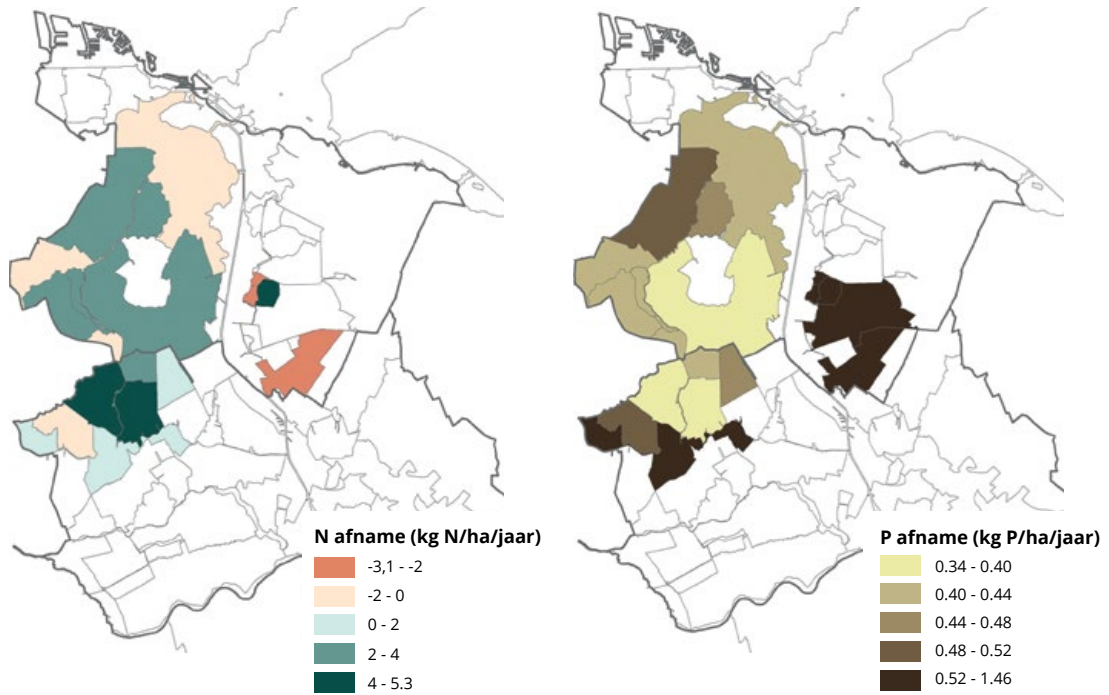 N afname (kg N/ha/jaar)
-3,1 - -2
-2 - 0
0 - 2
2 - 4
4 - 5.3
P afname (kg P/ha/jaar)
0.34 - 0.40
0.40 - 0.44
0.44 - 0.48
0.48 - 0.52
0.52 - 1.46